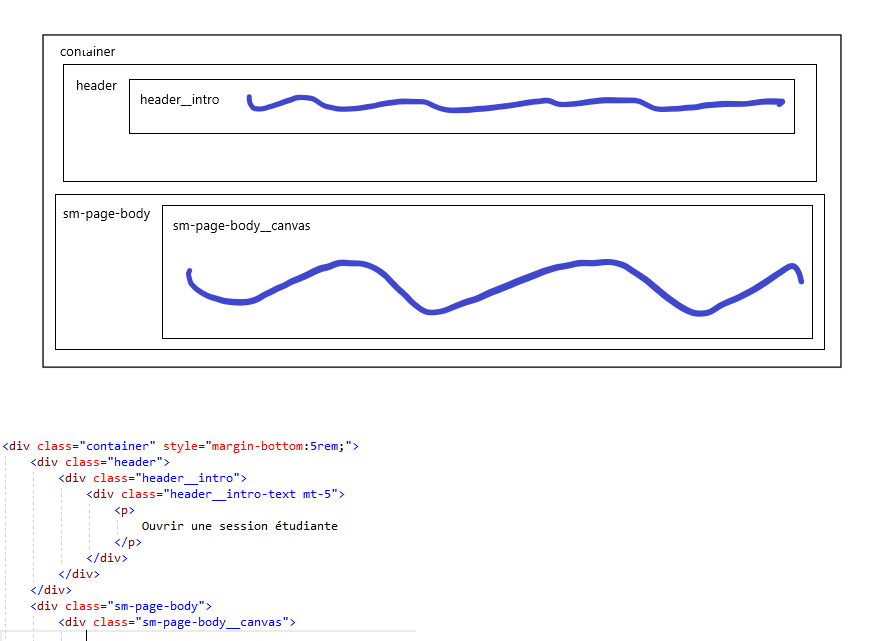 container
header
header__intro
sm-page-body
sm-page-body__canvas
<div class="container" style="margin-bottom:5rem;">
<div class="header">
<div class="header__intro">
<div class="header__intro-text mt-5">
<p>
Ouvrir une session étudiante
</p>
</div>
</div>
</div>
<div class="sm-page-body">
<div class="sm-page-body__canvas">